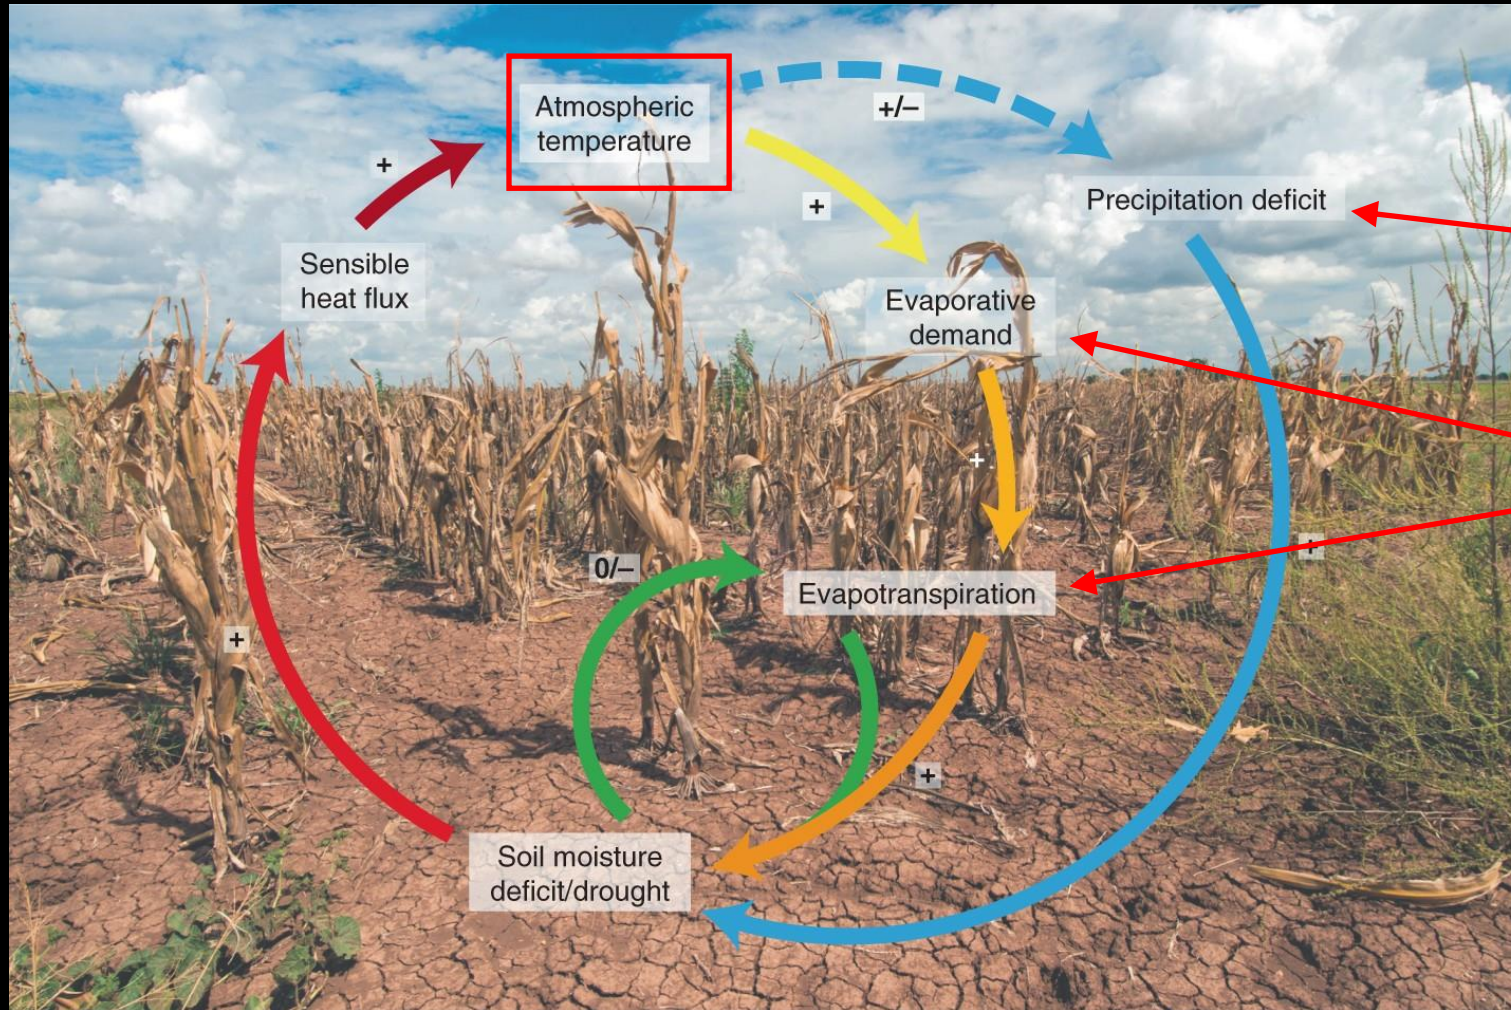 Atmospheric
temperature
+/–
+
+
Precipitation deficit
Sensible
heat flux
Evaporative
demand
+
+
0/–
Evapotranspiration
+
+
Soil moisture
deficit/drought